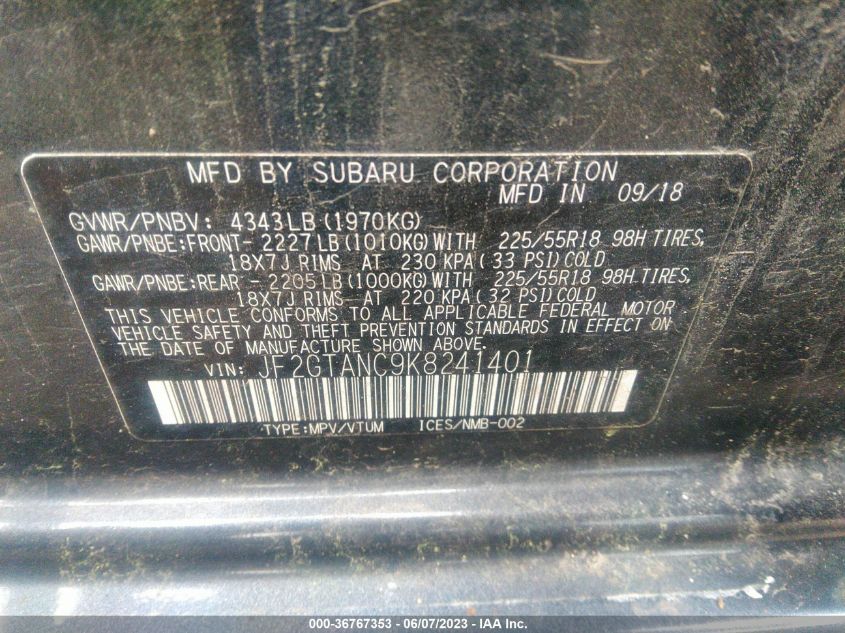 MFD BY SUBARU CORPORATION
MFD IN 09/18
GVWR/PNBV: 4343LB(1970KG)
GAWR/PNBE:FRONT- 2227LB(1010KG)WITH 225/55R18 98H TIRES,
18X7J RIMS AT 230 KPA(33 PSI)COLD
GAWR/PNBE:REAR - 2205LB(1000KG)WITH 225/55R18 98H TIRES,
18X7J RIMS AT 220 KPA(32 PSI)COLD
THIS VEHICLE CONFORMS TO ALL APPLICABLE FEDERAL MOTOR
VEHICLE SAFETY AND THEFT PREVENTION STANDARDS IN EFFECT ON
THE DATE OF MANUFACTURE SHOWN ABOVE.
VIN: JF2GTANC9K8241401
TYPE:MPV/VTUM ICES/NMB-002
000-36767353 - 06/07/2023 - IAA Inc.